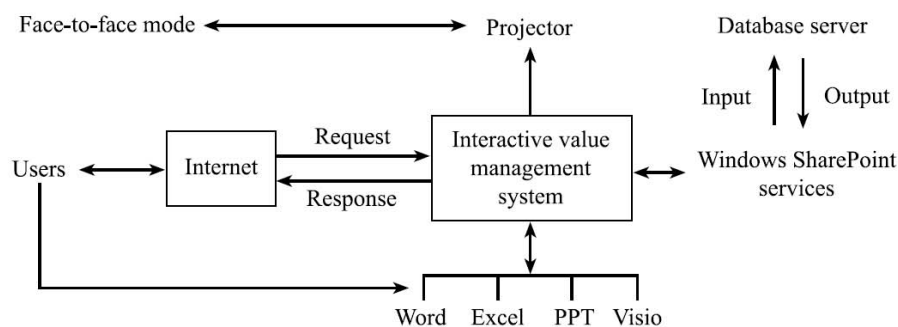 Face-to-face mode
Projector
Database server
Input
Output
Request
Interactive value
management
system
Users
Internet
Windows SharePoint
services
Response
Word
Excel
PPT
Visio